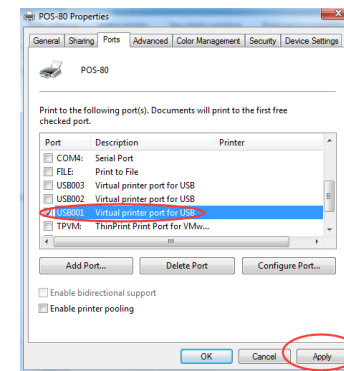 POS-80 Properties
General Sharing Ports Advanced Color Management Security Device Settings
POS-80
Print to the following port(s). Documents will print to the first free
checked port.
Port Description Printer
COM4: Serial Port
FILE: Print to File
USB003 Virtual printer port for USB
USB002 Virtual printer port for USB
USB001 Virtual printer port for USB
TPVM: ThinPrint Print Port for VMw...
Add Port... Delete Port Configure Port...
Enable bidirectional support
Enable printer pooling
OK Cancel Apply